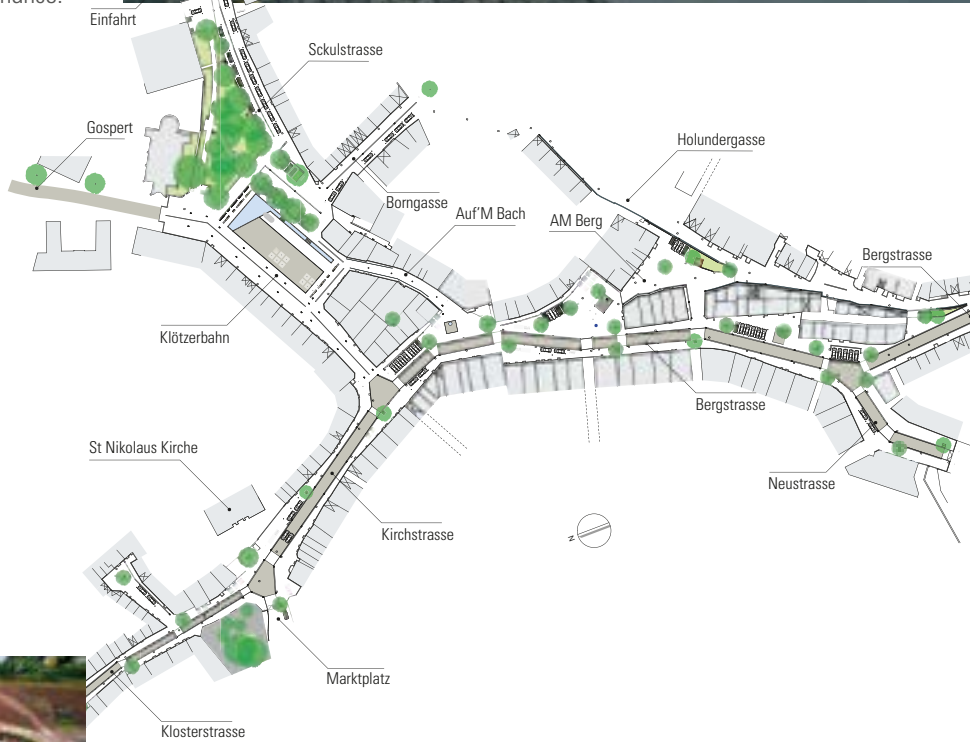 Einfahrt
Sckulstrasse
Gospert
Holundergasse
Borngasse
Auf'M Bach
AM Berg
Bergstrasse
Klötzerbahn
Bergstrasse
St Nikolaus Kirche
Neustrasse
Kirchstrasse
N
Marktplatz
Klosterstrasse